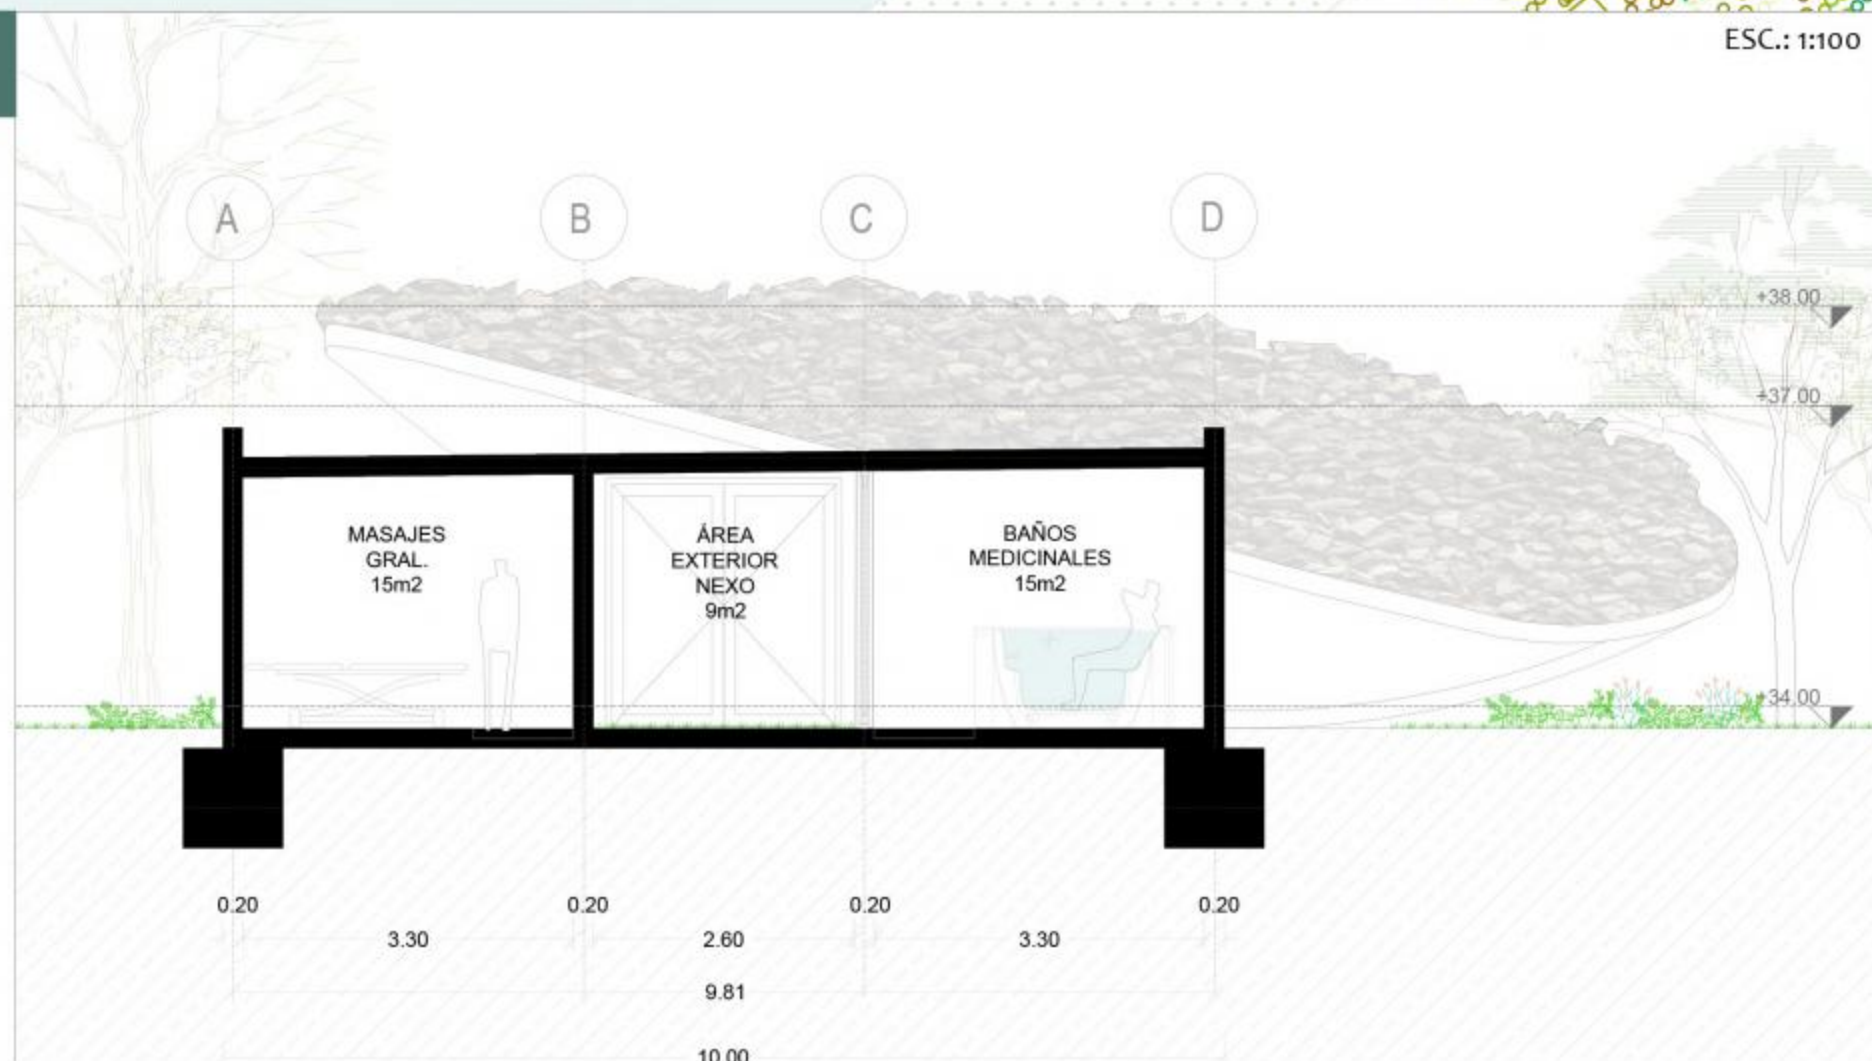 ESC.: 1:100
A
B
C
D
+38.00
+37.00
MASAJES
GRAL.
15m2
ÁREA
EXTERIOR
NEXO
9m2
BAÑOS
MEDICINALES
15m2
+34.00
0.20
0.20
0.20
0.20
3.30
2.60
3.30
9.81
10.00